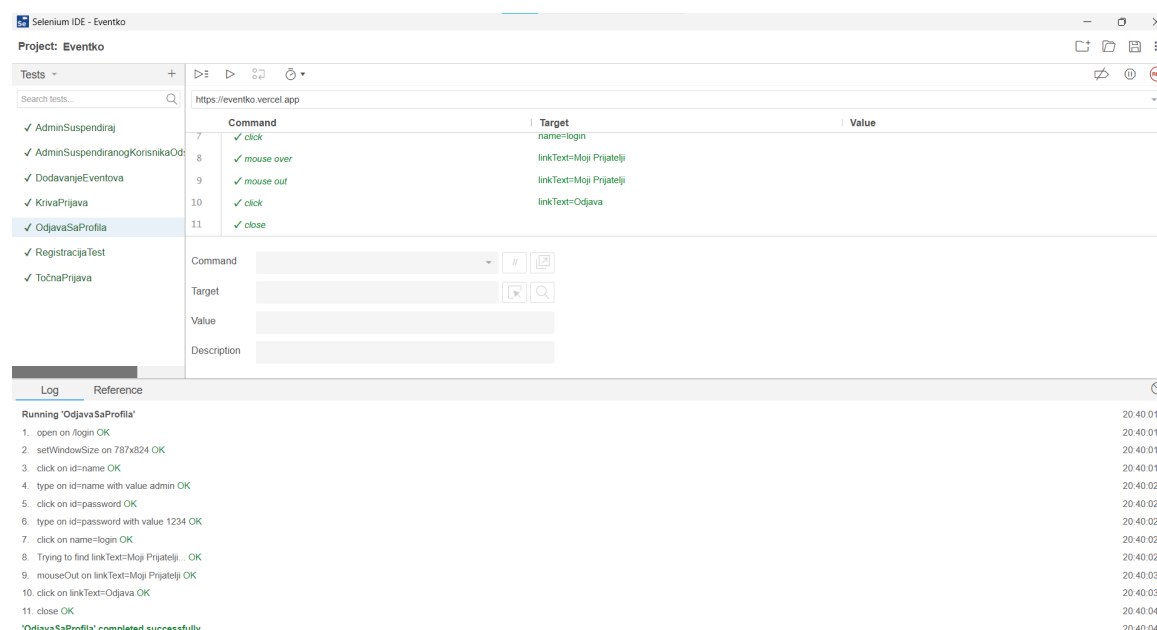 Selenium IDE - Eventko
Project: Eventko
Tests
Search tests...
https://eventko.vercel.app
Command Target Value
✓ AdminSuspendiraj
✓ AdminSuspendiranogKorisnikaOd
✓ DodavanjeEventova
✓ KrivaPrijava
✓ OdjavaSaProfila
✓ RegistracijaTest
✓ TočnaPrijava
7 ✓ click name=login
8 ✓ mouse over linkText=Moji Prijatelji
9 ✓ mouse out linkText=Moji Prijatelji
10 ✓ click linkText=Odjava
11 ✓ close
Command //
Target
Value
Description
Log Reference
Running 'OdjavaSaProfila' 20:40:01
1. open on /login OK 20:40:01
2. setWindowSize on 787x824 OK 20:40:01
3. click on id=name OK 20:40:01
4. type on id=name with value admin OK 20:40:02
5. click on id=password OK 20:40:02
6. type on id=password with value 1234 OK 20:40:02
7. click on name=login OK 20:40:02
8. Trying to find linkText=Moji Prijatelji... OK 20:40:02
9. mouseOut on linkText=Moji Prijatelji OK 20:40:03
10. click on linkText=Odjava OK 20:40:03
11. close OK 20:40:04
'OdjavaSaProfila' completed successfully 20:40:04